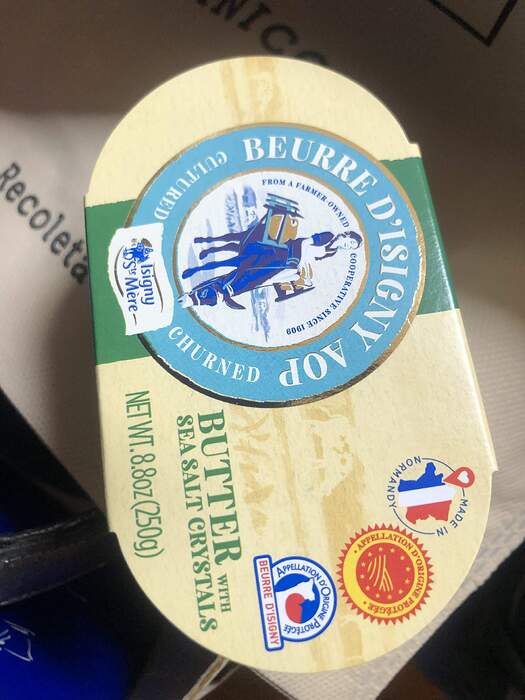 NICO
Recoleta
BEURRE D'ISIGNY AOP
CULTURED
CHURNED
FROM A FARMER OWNED
COOPERATIVE SINCE 1909
Isigny
Ste Mère
BUTTER WITH
SEA SALT CRYSTALS
NET WT. 8.8oz (250g)
MADE IN
NORMANDY
APPELLATION D'ORIGINE PROTÉGÉE
APPELLATION D'ORIGINE PROTÉGÉE
BEURRE D'ISIGNY